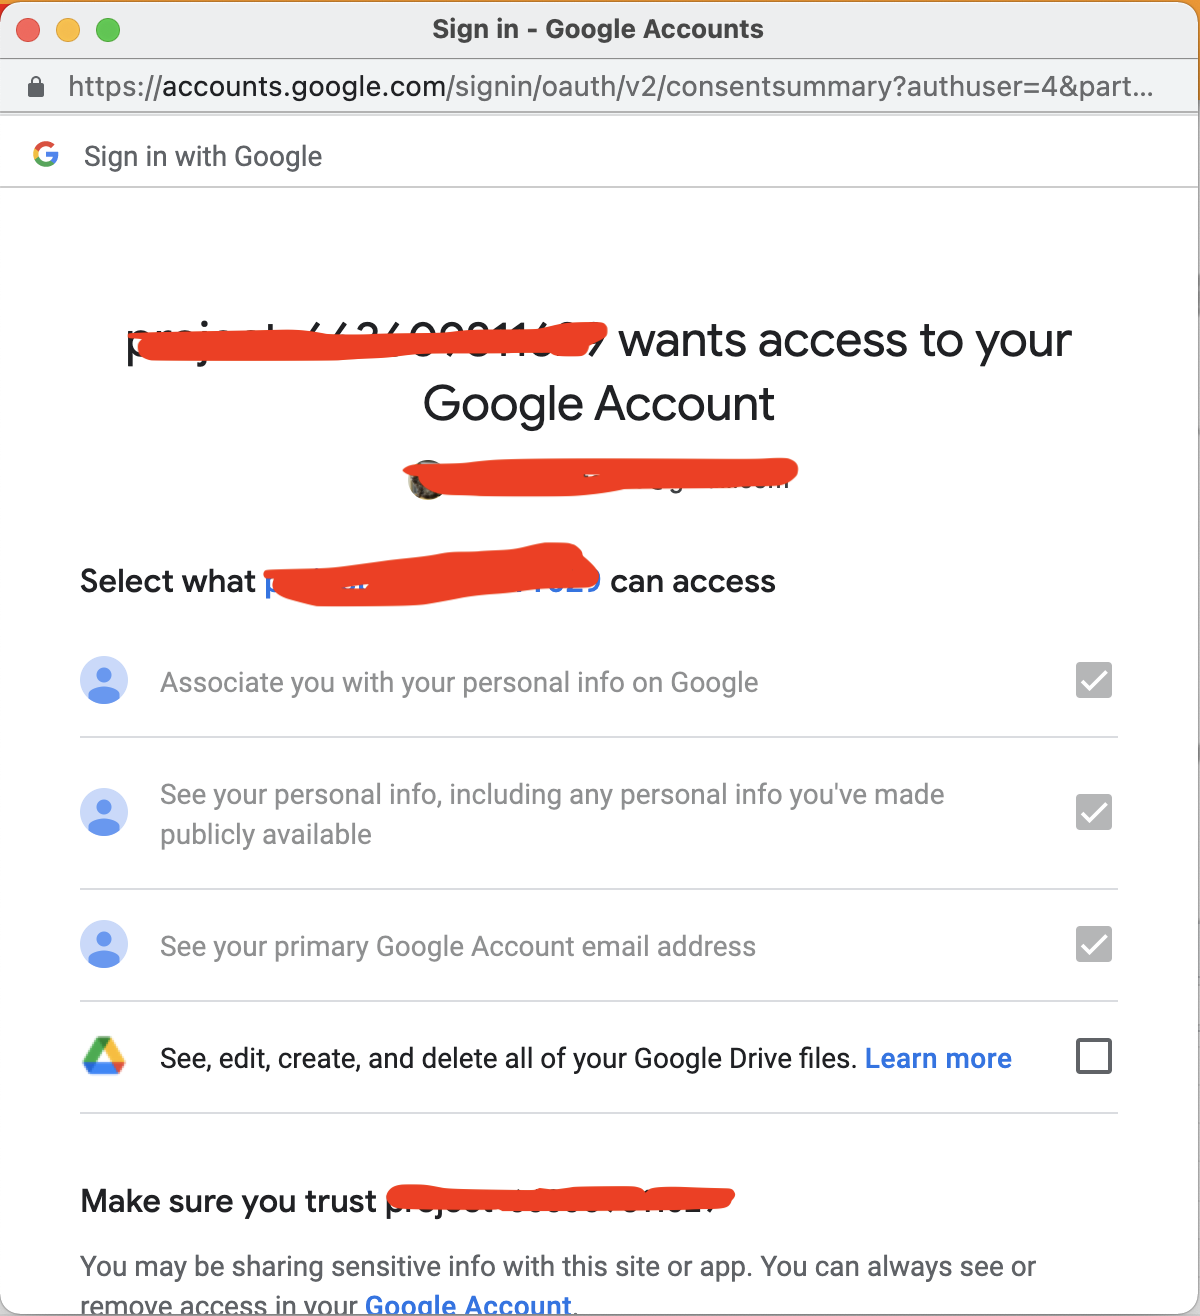 Sign in - Google Accounts
https://accounts.google.com/signin/oauth/v2/consentsummary?authuser=4&part...
Sign in with Google
wants access to your
Google Account
Select what can access
Associate you with your personal info on Google
See your personal info, including any personal info you've made
publicly available
See your primary Google Account email address
See, edit, create, and delete all of your Google Drive files. Learn more
Make sure you trust
You may be sharing sensitive info with this site or app. You can always see or
remove access in your Google Account.